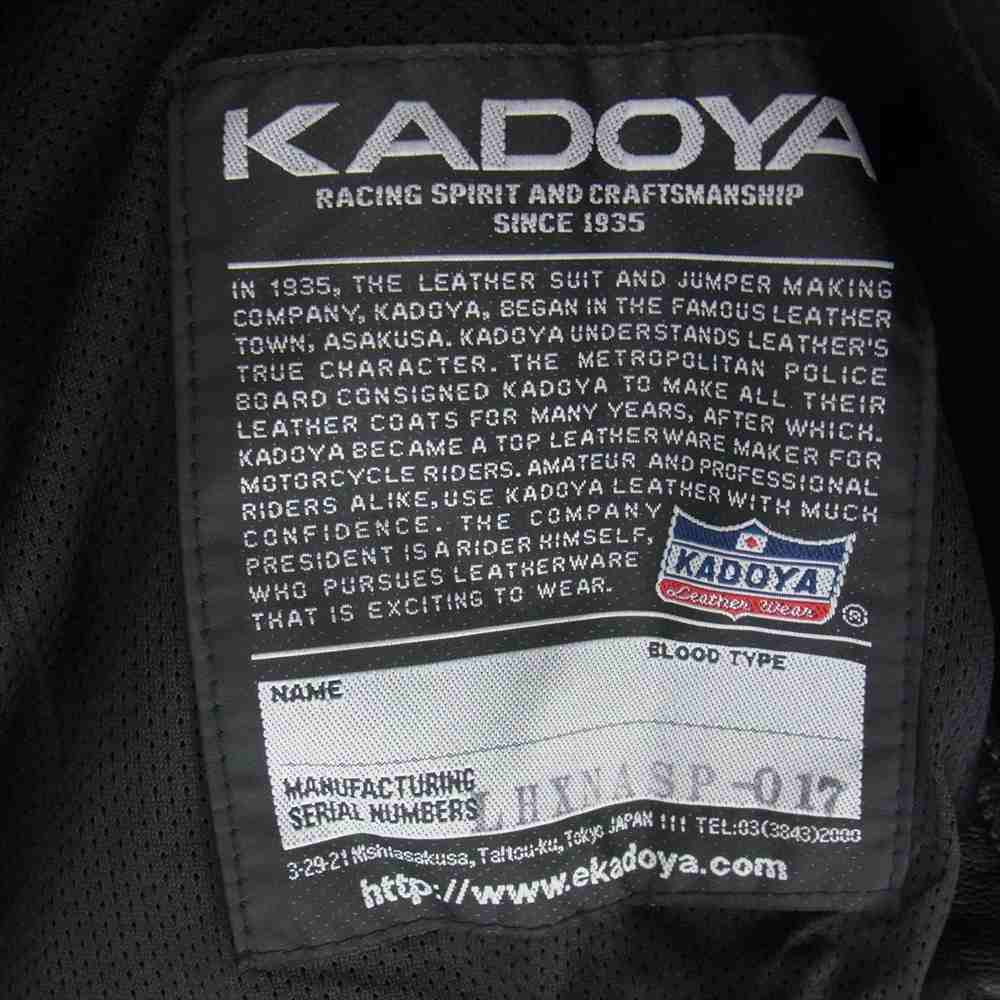 KADOYA
RACING SPIRIT AND CRAFTSMANSHIP
SINCE 1935
IN 1935, THE LEATHER SUIT AND JUMPER MAKING
COMPANY, KADOYA, BEGAN IN THE FAMOUS LEATHER
TOWN, ASAKUSA. KADOYA UNDERSTANDS LEATHER'S
TRUE CHARACTER. THE METROPOLITAN POLICE
BOARD CONSIGNED KADOYA TO MAKE ALL THEIR
LEATHER COATS FOR MANY YEARS, AFTER WHICH.
KADOYA BECAME A TOP LEATHERWARE MAKER FOR
MOTORCYCLE RIDERS. AMATEUR AND PROFESSIONAL
RIDERS ALIKE, USE KADOYA LEATHER WITH MUCH
CONFIDENCE. THE COMPANY
PRESIDENT IS A RIDER HIMSELF,
WHO PURSUES LEATHERWARE
THAT IS EXCITING TO WEAR.
KADOYA
Leather Wear
®
BLOOD TYPE
NAME
MANUFACTURING
SERIAL NUMBERS
LHXNASP-017
3-29-21 Nishiasakusa, Taitou-ku, Tokyo JAPAN 111 TEL:03(3843)2000
http://www.ekadoya.com